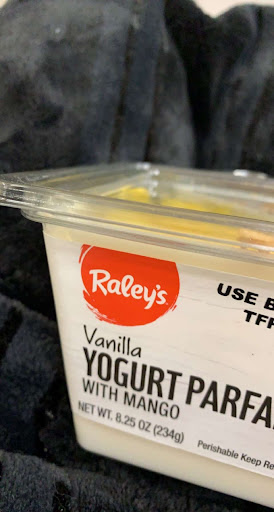 Raley's
USE B
TFF
Vanilla
YOGURT PARFA
WITH MANGO
NET WT. 8.25 OZ (234g)
Perishable Keep Re